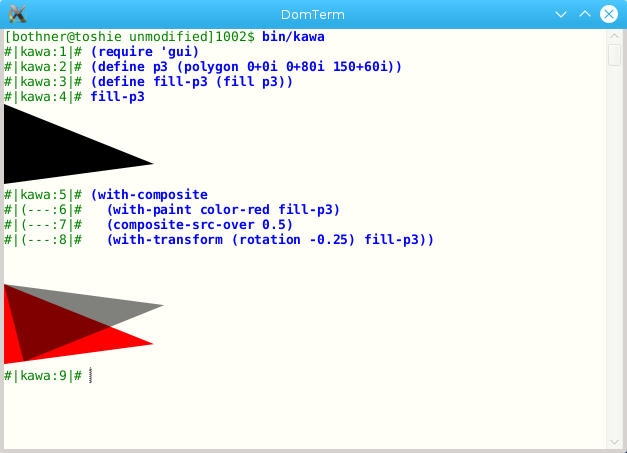 DomTerm
[bothner@toshie unmodified]1002$ bin/kawa
#|kawa:1|# (require 'gui)
#|kawa:2|# (define p3 (polygon 0+0i 0+80i 150+60i))
#|kawa:3|# (define fill-p3 (fill p3))
#|kawa:4|# fill-p3
#|kawa:5|# (with-composite
#|(---:6|#   (with-paint color-red fill-p3)
#|(---:7|#   (composite-src-over 0.5)
#|(---:8|#   (with-transform (rotation -0.25) fill-p3))
#|kawa:9|#